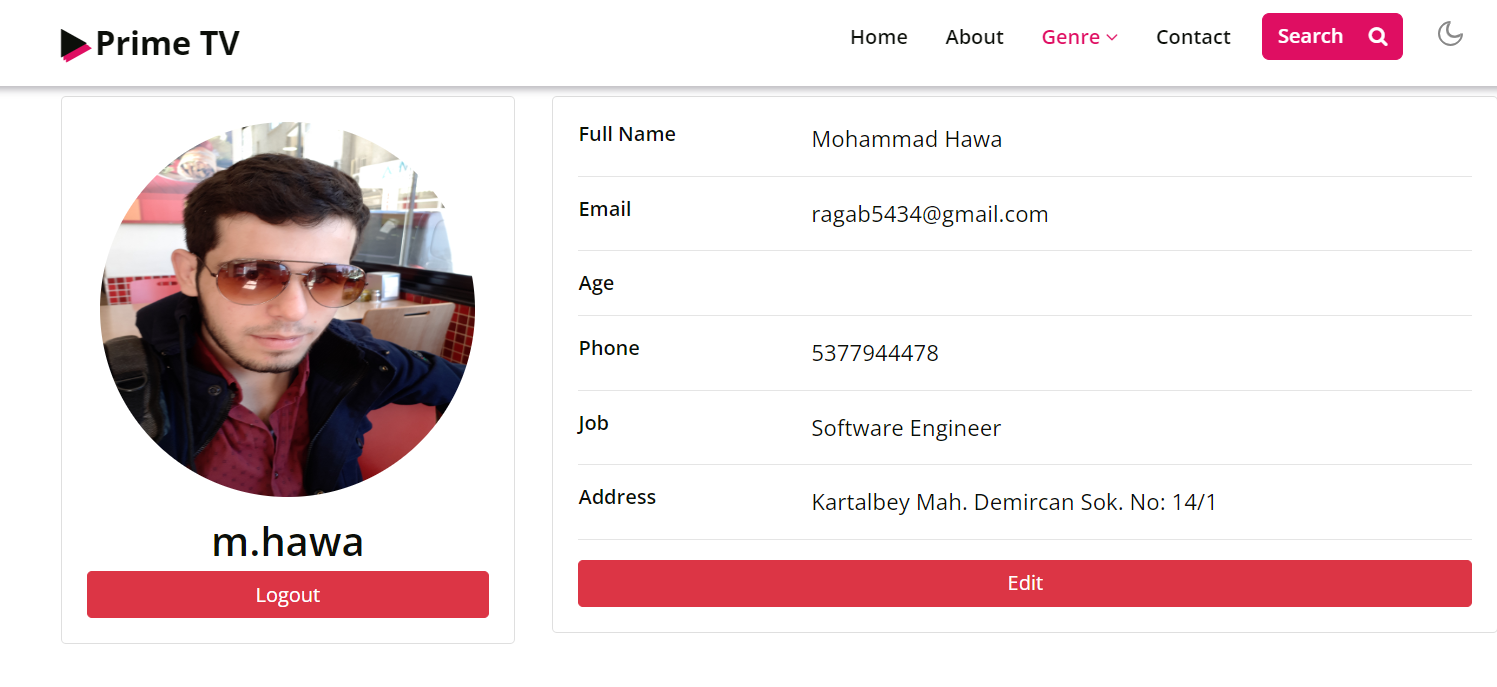 Prime TV
Home About Genre Contact Search
Full Name Mohammad Hawa
Email ragab5434@gmail.com
Age
Phone 5377944478
Job Software Engineer
Address Kartalbey Mah. Demircan Sok. No: 14/1
Edit
m.hawa
Logout